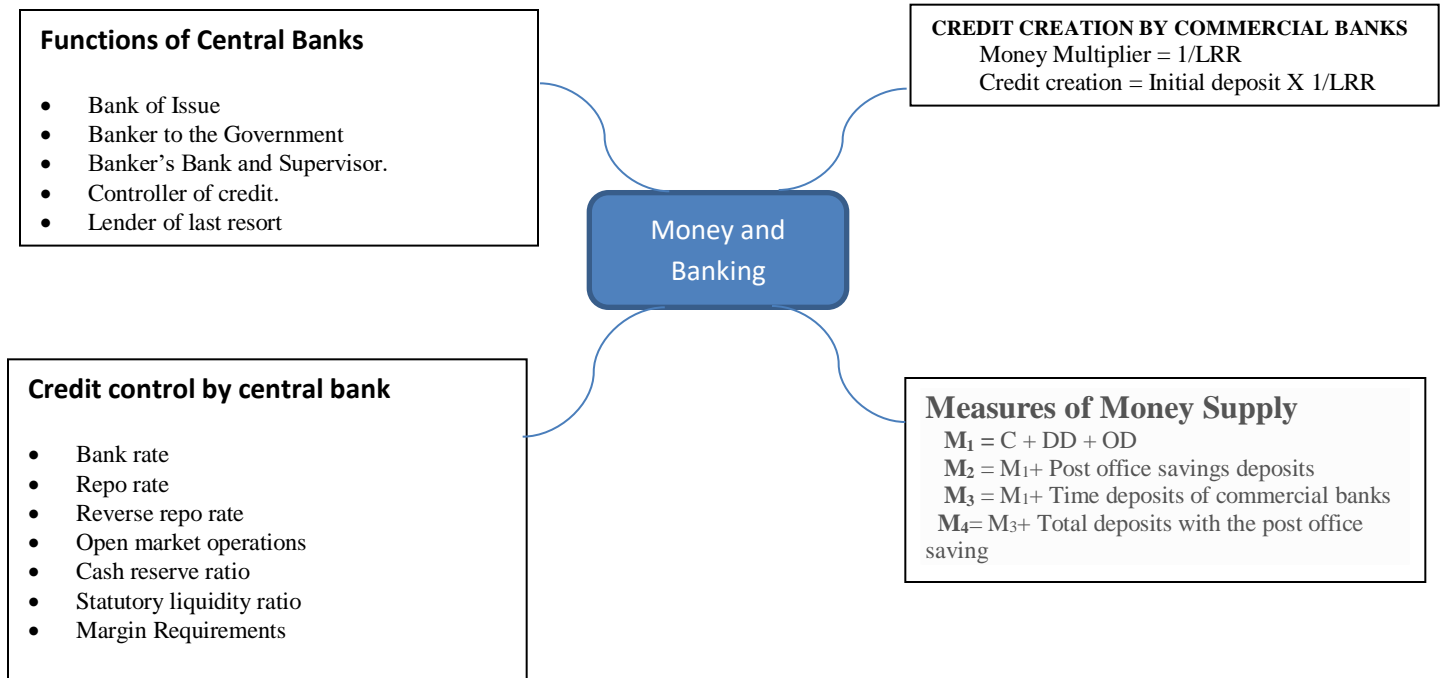 Functions of Central Banks
• Bank of Issue
• Banker to the Government
• Banker’s Bank and Supervisor.
• Controller of credit.
• Lender of last resort
CREDIT CREATION BY COMMERCIAL BANKS
Money Multiplier = 1/LRR
Credit creation = Initial deposit X 1/LRR
Money and
Banking
Credit control by central bank
• Bank rate
• Repo rate
• Reverse repo rate
• Open market operations
• Cash reserve ratio
• Statutory liquidity ratio
• Margin Requirements
Measures of Money Supply
M₁ = C + DD + OD
M₂ = M₁+ Post office savings deposits
M₃ = M₁+ Time deposits of commercial banks
M₄= M₃+ Total deposits with the post office
saving